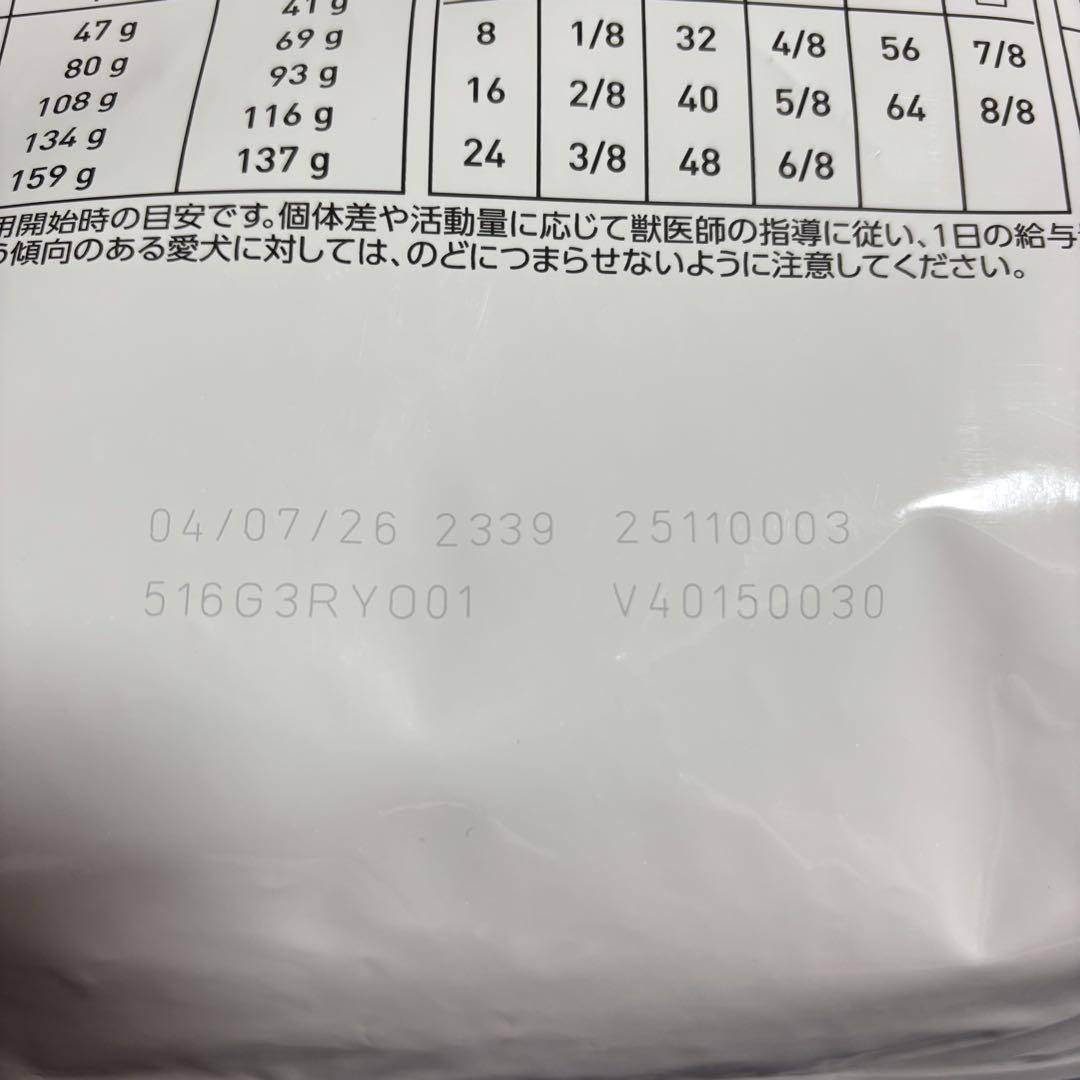 47 g
80 g
108 g
134 g
159 g
41 g
69 g
93 g
116 g
137 g
8 1/8 32 4/8 56 7/8
16 2/8 40 5/8 64 8/8
24 3/8 48 6/8
開始時の目安です。個体差や活動量に応じて獣医師の指導に従い、1日の給与
傾向のある愛犬に対しては、のどにつまらせないように注意してください。
04/07/26 2339 25110003
516G3RYO01 V40150030